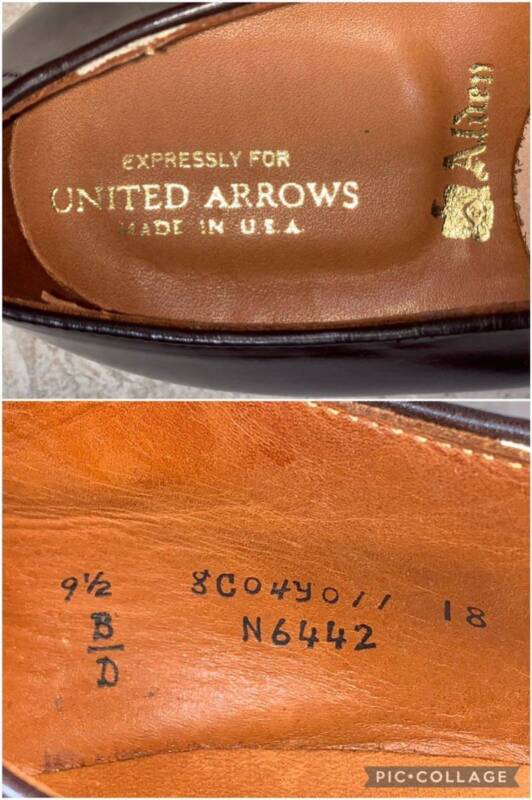 EXPRESSLY FOR
UNITED ARROWS
MADE IN U.S.A.
Alden
9½ 8C04Y011 18
B N6442
D
PIC•COLLAGE